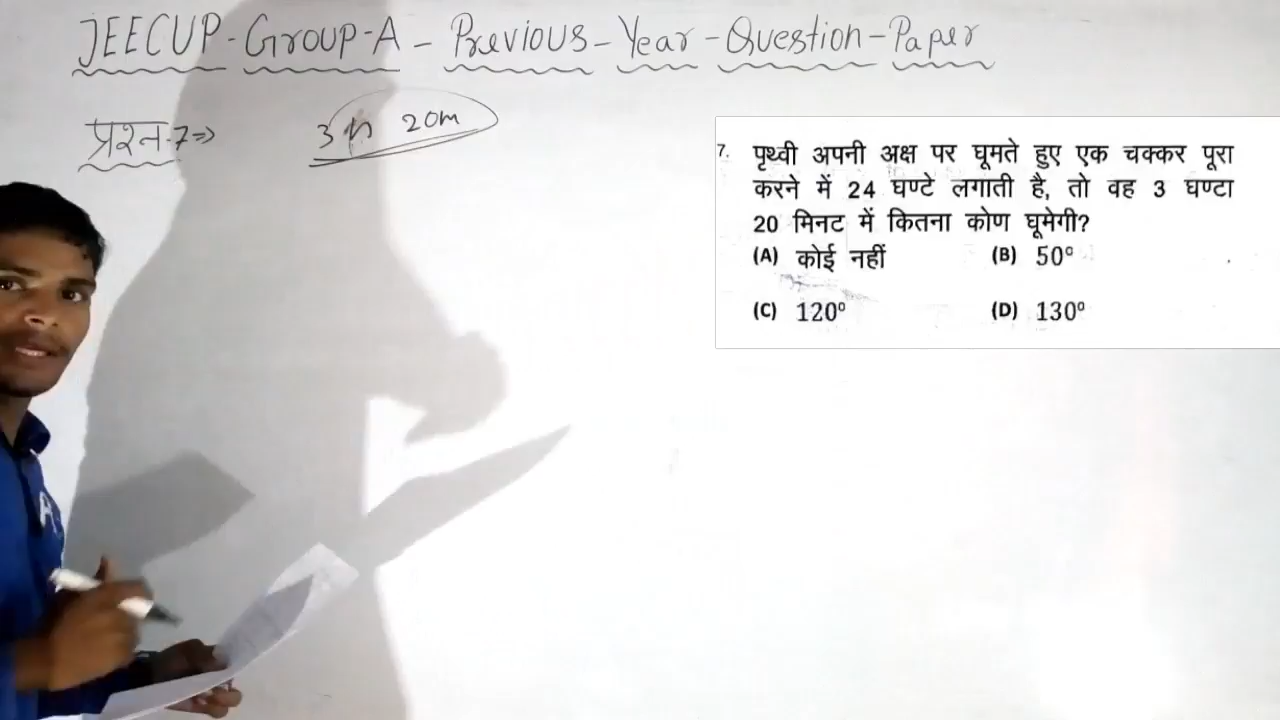 JEECUP-Group-A-Previous-Year-Question-Paper
प्रश्न-7⇒
3h 20m
7. पृथ्वी अपनी अक्ष पर घूमते हुए एक चक्कर पूरा
करने में 24 घण्टे लगाती है, तो वह 3 घण्टा
20 मिनट में कितना कोण घूमेगी?
(A) कोई नहीं (B) 50°
(C) 120° (D) 130°